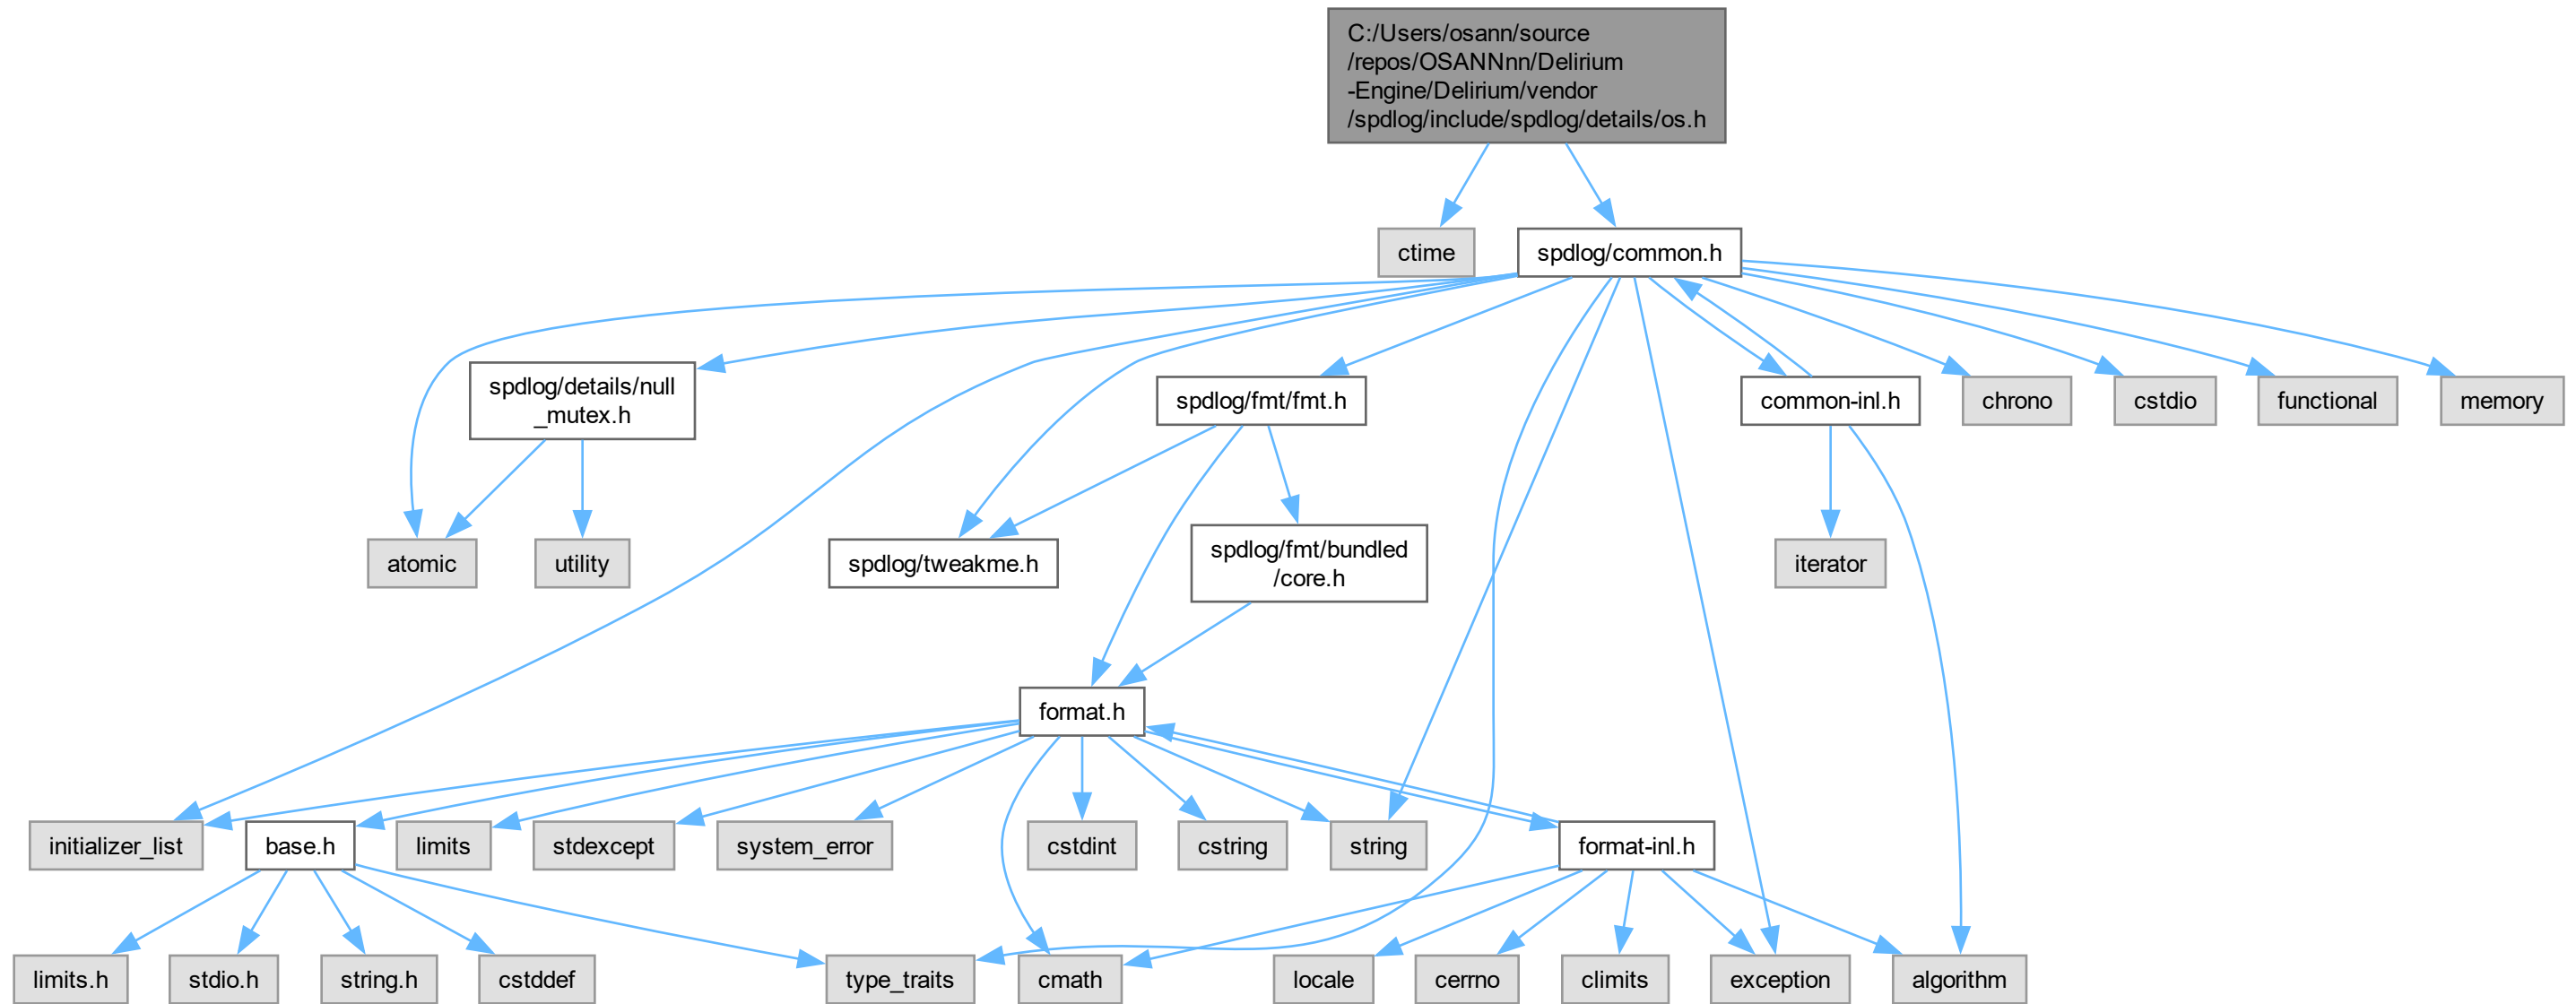 C:/Users/osann/source
/repos/OSANNnn/Delirium
-Engine/Delirium/vendor
/spdlog/include/spdlog/details/os.h
ctime
spdlog/common.h
spdlog/details/null
_mutex.h
spdlog/fmt/fmt.h
common-inl.h
chrono
cstdio
functional
memory
atomic
utility
spdlog/tweakme.h
spdlog/fmt/bundled
/core.h
iterator
format.h
initializer_list
base.h
limits
stdexcept
system_error
cstdint
cstring
string
format-inl.h
limits.h
stdio.h
string.h
cstddef
type_traits
cmath
locale
cerrno
climits
exception
algorithm